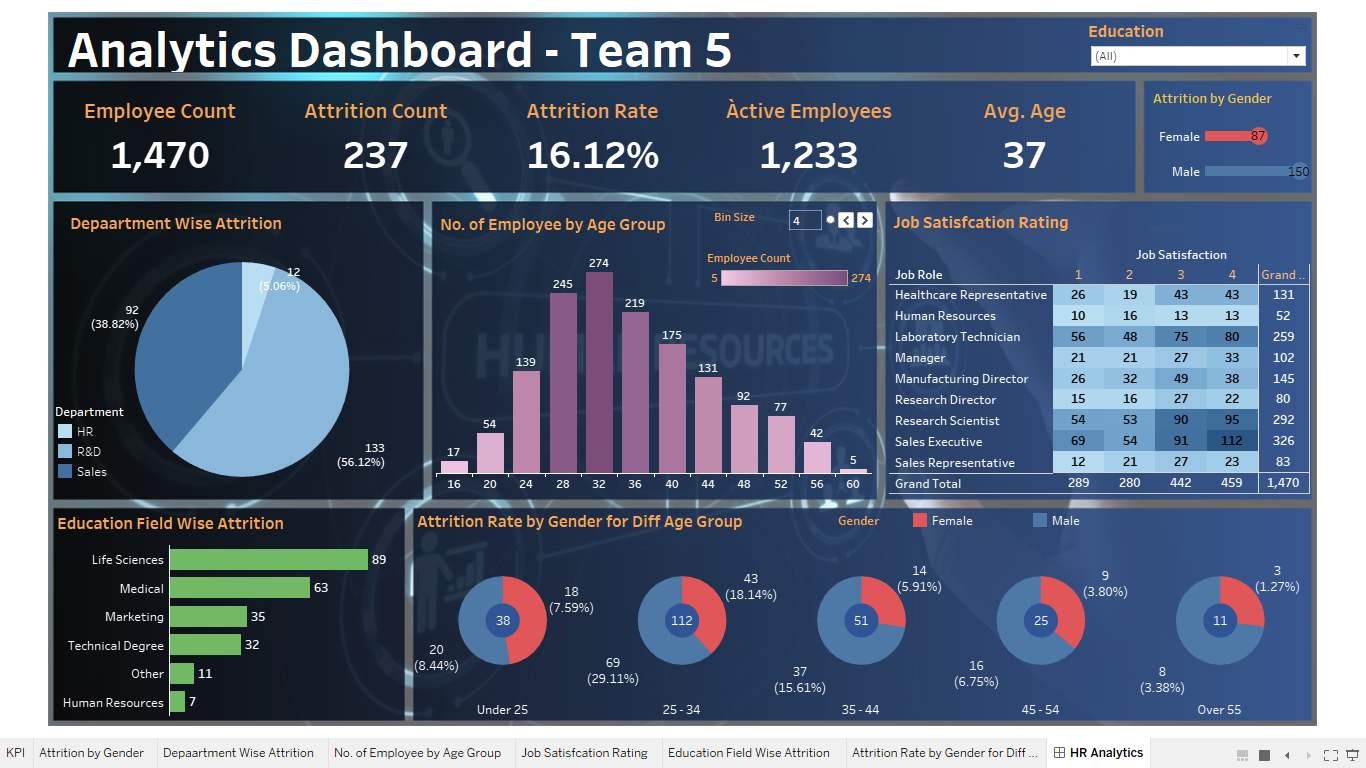 Analytics Dashboard - Team 5
Education
(All)
Employee Count
Attrition Count
Attrition Rate
Àctive Employees
Avg. Age
1,470
237
16.12%
1,233
37
Attrition by Gender
Female 87
Male 150
Depaartment Wise Attrition
12
(5.06%)
92
(38.82%)
133
(56.12%)
Department
HR
R&D
Sales
No. of Employee by Age Group
Bin Size 4
Employee Count
5 274
17
54
139
245
274
219
175
131
92
77
42
5
16 20 24 28 32 36 40 44 48 52 56 60
HUMAN RESOURCES
Job Satisfcation Rating
Job Satisfaction
Job Role 1 2 3 4 Grand ..
Healthcare Representative 26 19 43 43 131
Human Resources 10 16 13 13 52
Laboratory Technician 56 48 75 80 259
Manager 21 21 27 33 102
Manufacturing Director 26 32 49 38 145
Research Director 15 16 27 22 80
Research Scientist 54 53 90 95 292
Sales Executive 69 54 91 112 326
Sales Representative 12 21 27 23 83
Grand Total 289 280 442 459 1,470
Education Field Wise Attrition
Life Sciences 89
Medical 63
Marketing 35
Technical Degree 32
Other 11
Human Resources 7
Attrition Rate by Gender for Diff Age Group
Gender Female Male
18
(7.59%)
38
20
(8.44%)
Under 25
43
(18.14%)
112
69
(29.11%)
25 - 34
14
(5.91%)
51
37
(15.61%)
35 - 44
9
(3.80%)
25
16
(6.75%)
45 - 54
3
(1.27%)
11
8
(3.38%)
Over 55
KPI
Attrition by Gender
Depaartment Wise Attrition
No. of Employee by Age Group
Job Satisfcation Rating
Education Field Wise Attrition
Attrition Rate by Gender for Diff ...
HR Analytics